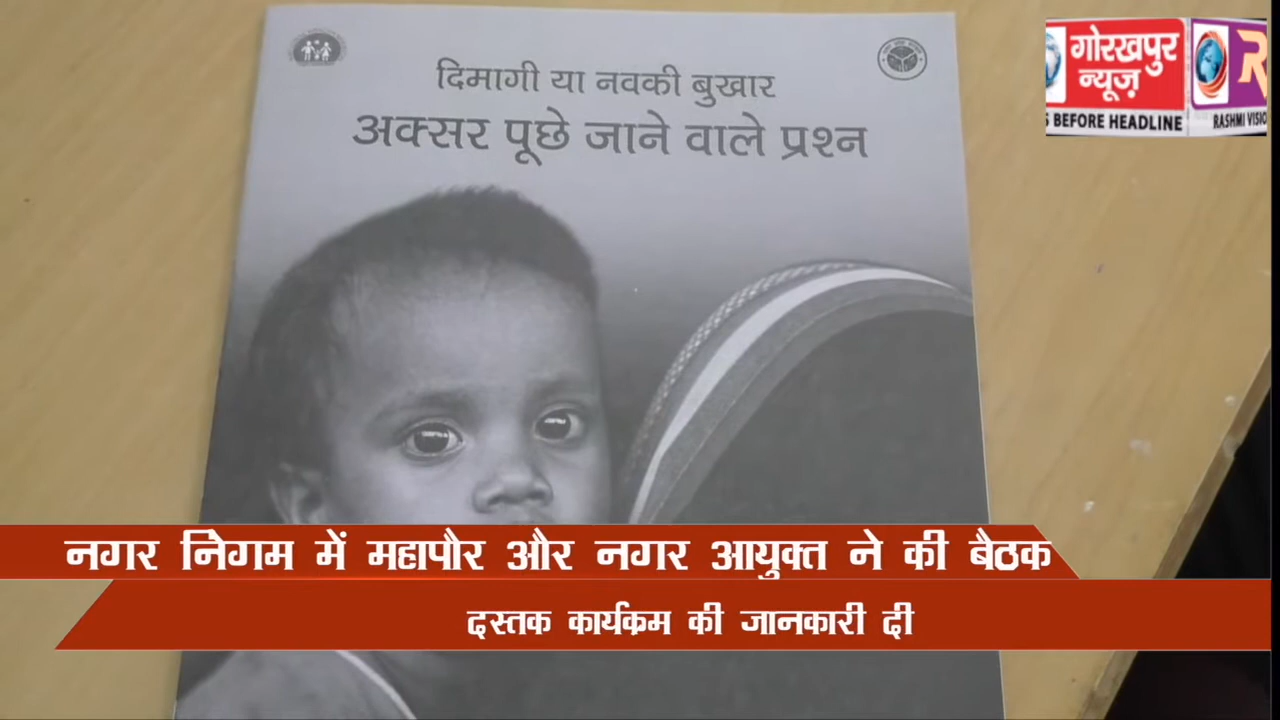 दिमागी या नवकी बुखार
अक्सर पूछे जाने वाले प्रश्न
गोरखपुर
न्यूज़
BEFORE HEADLINE
R
RASHMI VISIO
नगर निगम में महापौर और नगर आयुक्त ने की बैठक
दस्तक कार्यक्रम की जानकारी दी